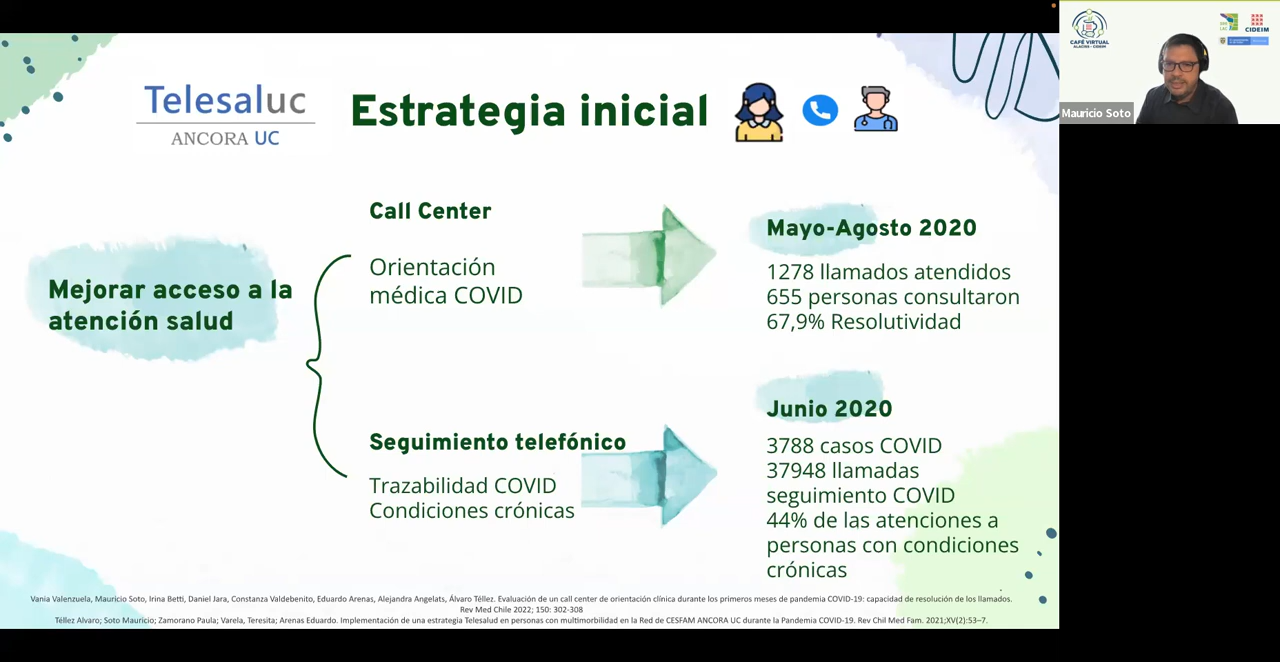 Telesaluc
ANCORA UC
Estrategia inicial
Mejorar acceso a la
atención salud
Call Center
Orientación
médica COVID
Mayo-Agosto 2020
1278 llamados atendidos
655 personas consultaron
67,9% Resolutividad
Seguimiento telefónico
Trazabilidad COVID
Condiciones crónicas
Junio 2020
3788 casos COVID
37948 llamadas
seguimiento COVID
44% de las atenciones a
personas con condiciones
crónicas
Vania Valenzuela, Mauricio Soto, Irina Betti, Daniel Jara, Constanza Valdebenito, Eduardo Arenas, Alejandra Angelats, Álvaro Téllez. Evaluación de un call center de orientación clínica durante los primeros meses de pandemia COVID-19: capacidad de resolución de los llamados.
Rev Med Chile 2022; 150: 302-308
Téllez Alvaro; Soto Mauricio; Zamorano Paula; Varela, Teresita; Arenas Eduardo. Implementación de una estrategia Telesalud en personas con multimorbilidad en la Red de CESFAM ANCORA UC durante la Pandemia COVID-19. Rev Chil Med Fam. 2021;XV(2):53–7.
CAFÉ VIRTUAL
ALACIOS - CIDEIM
CIDEIM
Mauricio Soto